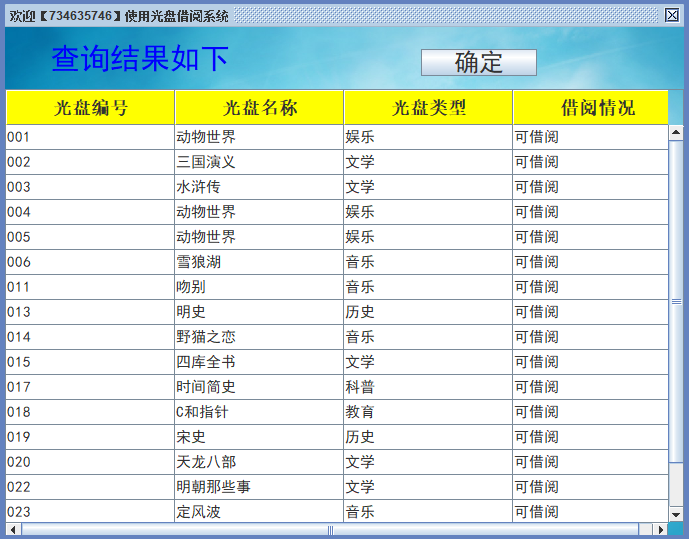 欢迎【734635746】使用光盘借阅系统
查询结果如下 确定
光盘编号 光盘名称 光盘类型 借阅情况
001 动物世界 娱乐 可借阅
002 三国演义 文学 可借阅
003 水浒传 文学 可借阅
004 动物世界 娱乐 可借阅
005 动物世界 娱乐 可借阅
006 雪狼湖 音乐 可借阅
011 吻别 音乐 可借阅
013 明史 历史 可借阅
014 野猫之恋 音乐 可借阅
015 四库全书 文学 可借阅
017 时间简史 科普 可借阅
018 C和指针 教育 可借阅
019 宋史 历史 可借阅
020 天龙八部 文学 可借阅
022 明朝那些事 文学 可借阅
023 定风波 音乐 可借阅